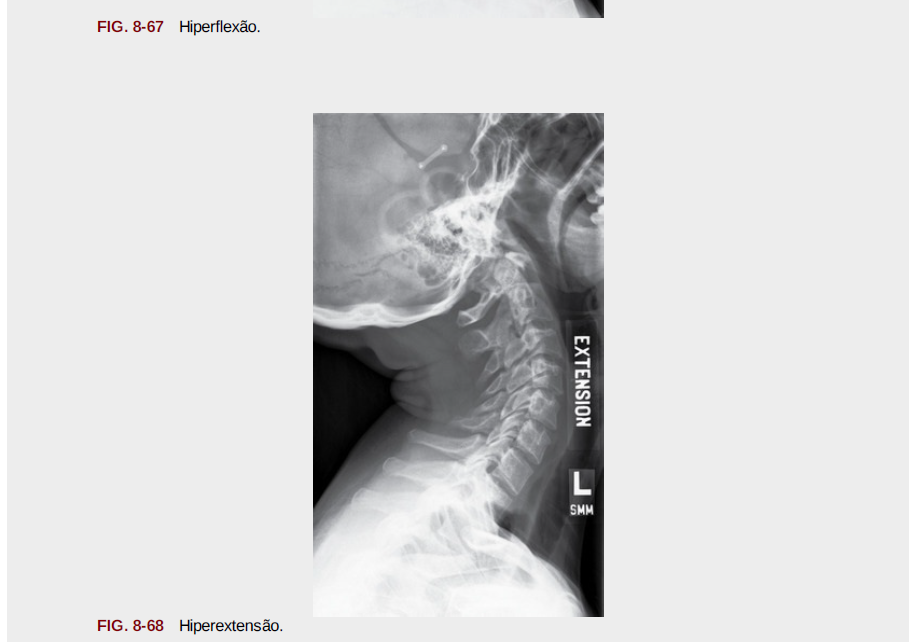 FIG. 8-67 Hiperflexão.
EXTENSION
L
SMM
FIG. 8-68 Hiperextensão.